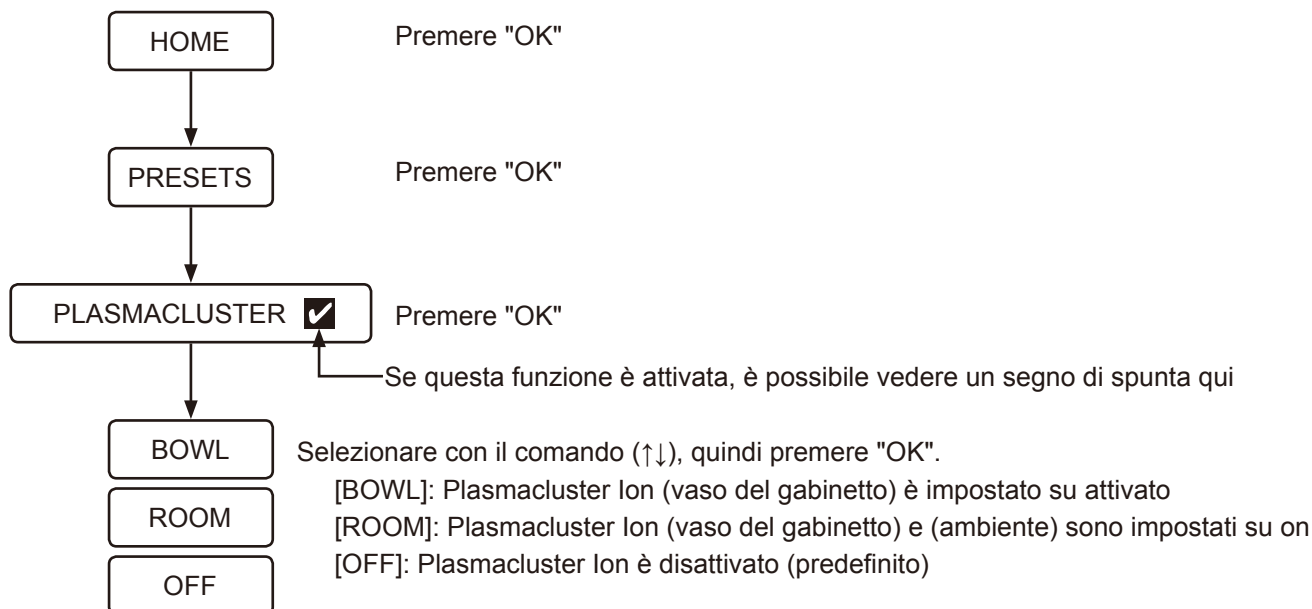 HOME
Premere "OK"
PRESETS
Premere "OK"
PLASMACLUSTER ✔
Premere "OK"
Se questa funzione è attivata, è possibile vedere un segno di spunta qui
BOWL
ROOM
OFF
Selezionare con il comando (↑↓), quindi premere "OK".
[BOWL]: Plasmacluster Ion (vaso del gabinetto) è impostato su attivato
[ROOM]: Plasmacluster Ion (vaso del gabinetto) e (ambiente) sono impostati su on
[OFF]: Plasmacluster Ion è disattivato (predefinito)